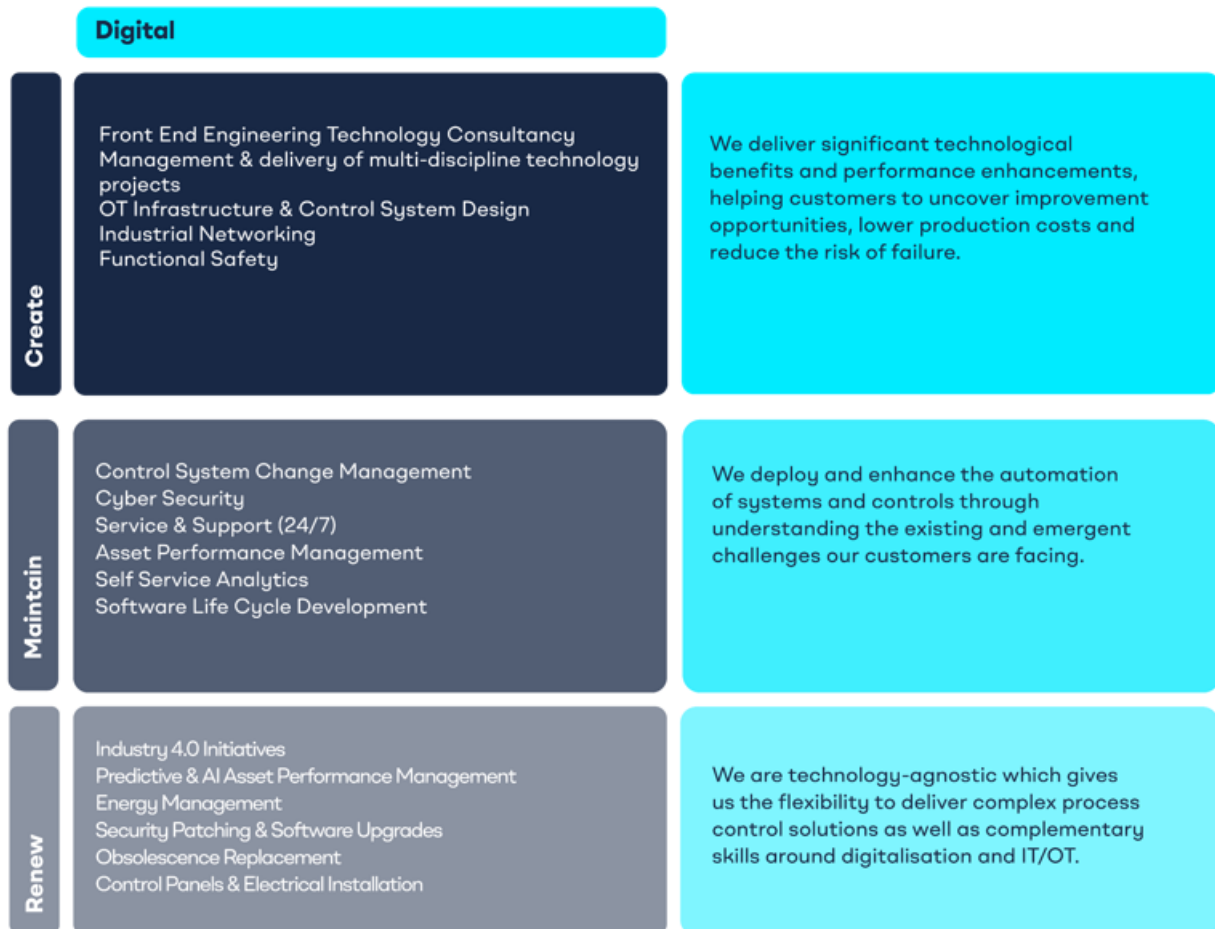 Digital
Create
Front End Engineering Technology Consultancy
Management & delivery of multi-discipline technology
projects
OT Infrastructure & Control System Design
Industrial Networking
Functional Safety
We deliver significant technological
benefits and performance enhancements,
helping customers to uncover improvement
opportunities, lower production costs and
reduce the risk of failure.
Maintain
Control System Change Management
Cyber Security
Service & Support (24/7)
Asset Performance Management
Self Service Analytics
Software Life Cycle Development
We deploy and enhance the automation
of systems and controls through
understanding the existing and emergent
challenges our customers are facing.
Renew
Industry 4.0 Initiatives
Predictive & AI Asset Performance Management
Energy Management
Security Patching & Software Upgrades
Obsolescence Replacement
Control Panels & Electrical Installation
We are technology-agnostic which gives
us the flexibility to deliver complex process
control solutions as well as complementary
skills around digitalisation and IT/OT.